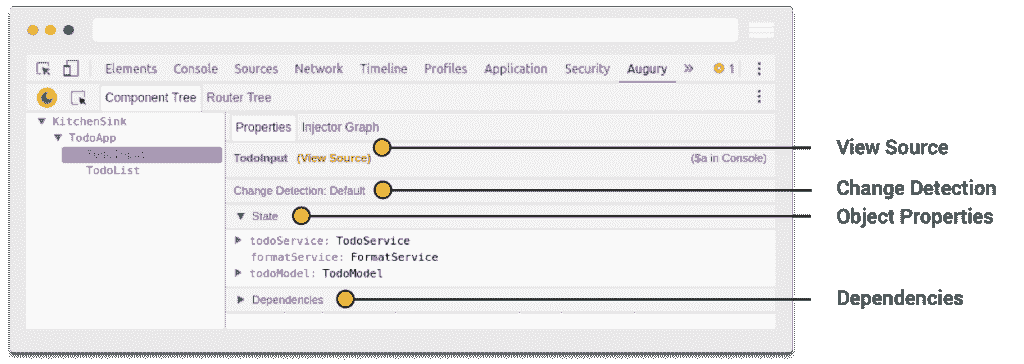 Elements Console Sources Network Timeline Profiles Application Security Augury » 1
Component Tree Router Tree
KitchenSink
TodoApp
TodoInput
TodoList
Properties Injector Graph
TodoInput (View Source) ($a in Console)
Change Detection: Default
State
todoService: TodoService
formatService: FormatService
todoModel: TodoModel
Dependencies
View Source
Change Detection
Object Properties
Dependencies